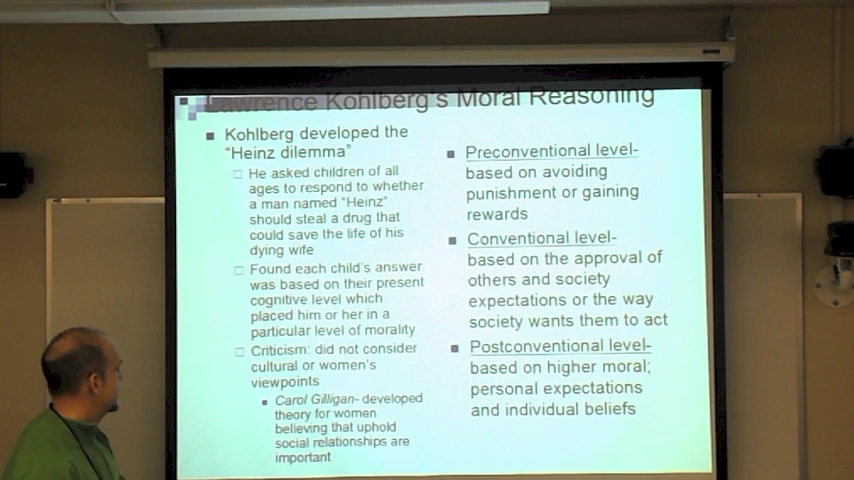 Lawrence Kohlberg's Moral Reasoning
Kohlberg developed the
"Heinz dilemma"
He asked children of all
ages to respond to whether
a man named "Heinz"
should steal a drug that
could save the life of his
dying wife
Found each child's answer
was based on their present
cognitive level which
placed him or her in a
particular level of morality
Criticism: did not consider
cultural or women's
viewpoints
Carol Gilligan- developed
theory for women
believing that uphold
social relationships are
important
Preconventional level-
based on avoiding
punishment or gaining
rewards
Conventional level-
based on the approval of
others and society
expectations or the way
society wants them to act
Postconventional level-
based on higher moral;
personal expectations
and individual beliefs